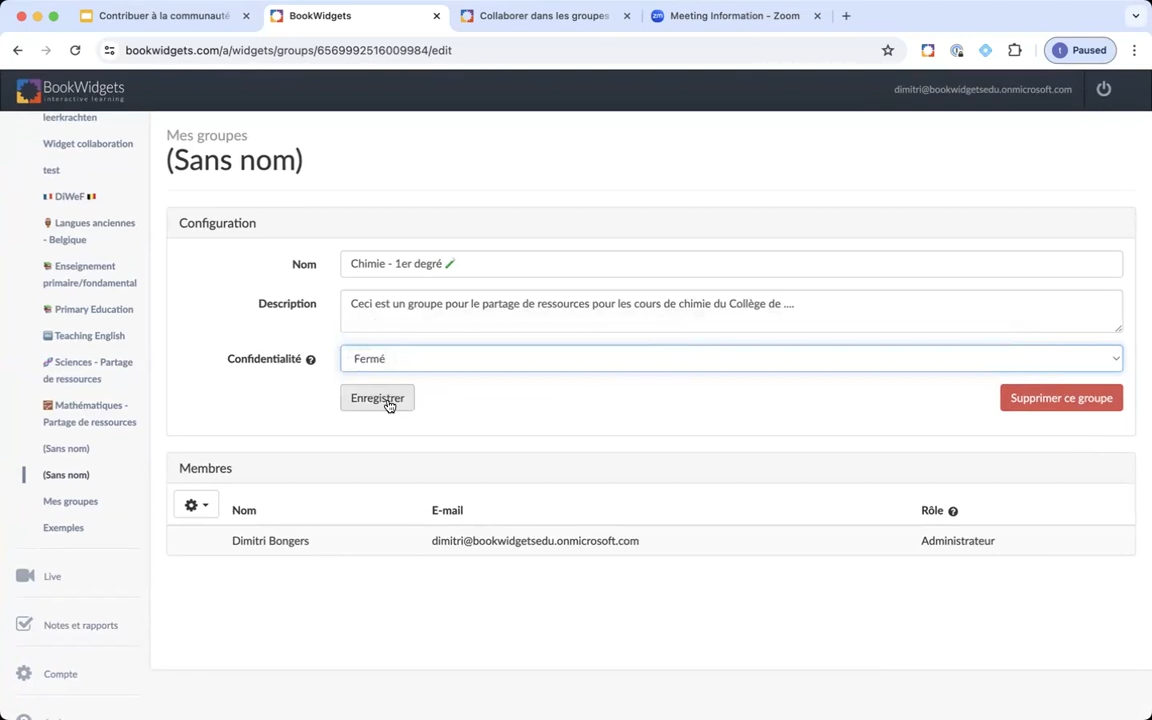 Contribuer à la communauté
BookWidgets
Collaborer dans les groupes
Meeting Information - Zoom
bookwidgets.com/a/widgets/groups/6569992516009984/edit
t
Paused
BookWidgets
interactive learning
dimitri@bookwidgetsedu.onmicrosoft.com
leerkrachten
Widget collaboration
test
DiWeF
Langues anciennes
- Belgique
Enseignement
primaire/fondamental
Primary Education
Teaching English
Sciences - Partage
de ressources
Mathématiques -
Partage de ressources
(Sans nom)
(Sans nom)
Mes groupes
Exemples
Live
Notes et rapports
Compte
Mes groupes
(Sans nom)
Configuration
Nom
Chimie - 1er degré
Description
Ceci est un groupe pour le partage de ressources pour les cours de chimie du Collège de ....
Confidentialité
Fermé
Enregistrer
Supprimer ce groupe
Membres
Nom E-mail Rôle
Dimitri Bongers dimitri@bookwidgetsedu.onmicrosoft.com Administrateur